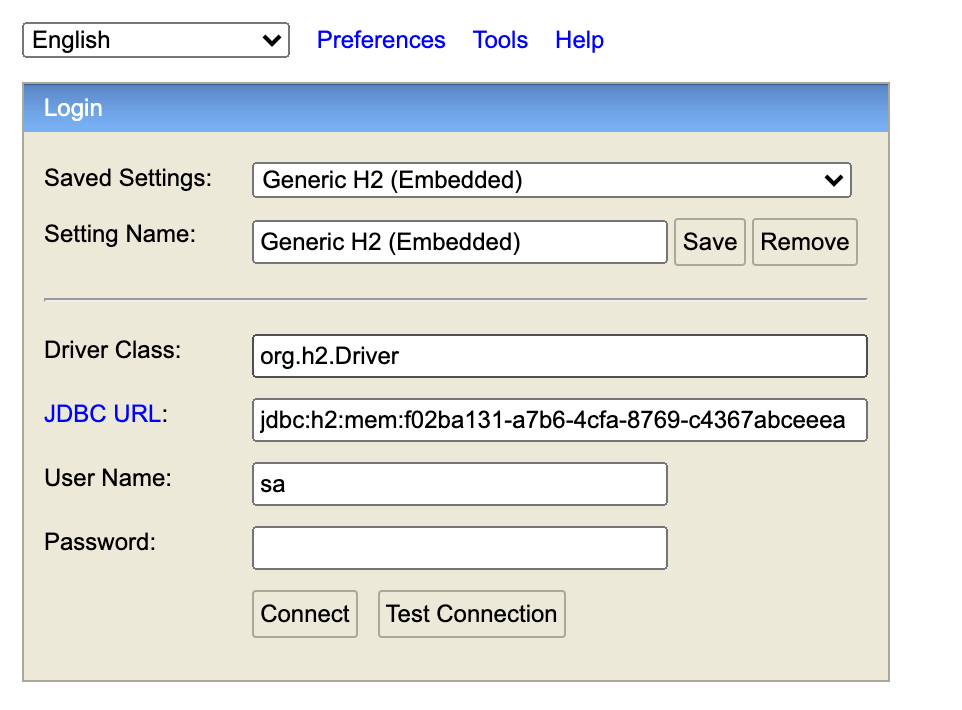 English Preferences Tools Help
Login
Saved Settings: Generic H2 (Embedded)
Setting Name: Generic H2 (Embedded) Save Remove
Driver Class: org.h2.Driver
JDBC URL: jdbc:h2:mem:f02ba131-a7b6-4cfa-8769-c4367abceeea
User Name: sa
Password:
Connect Test Connection